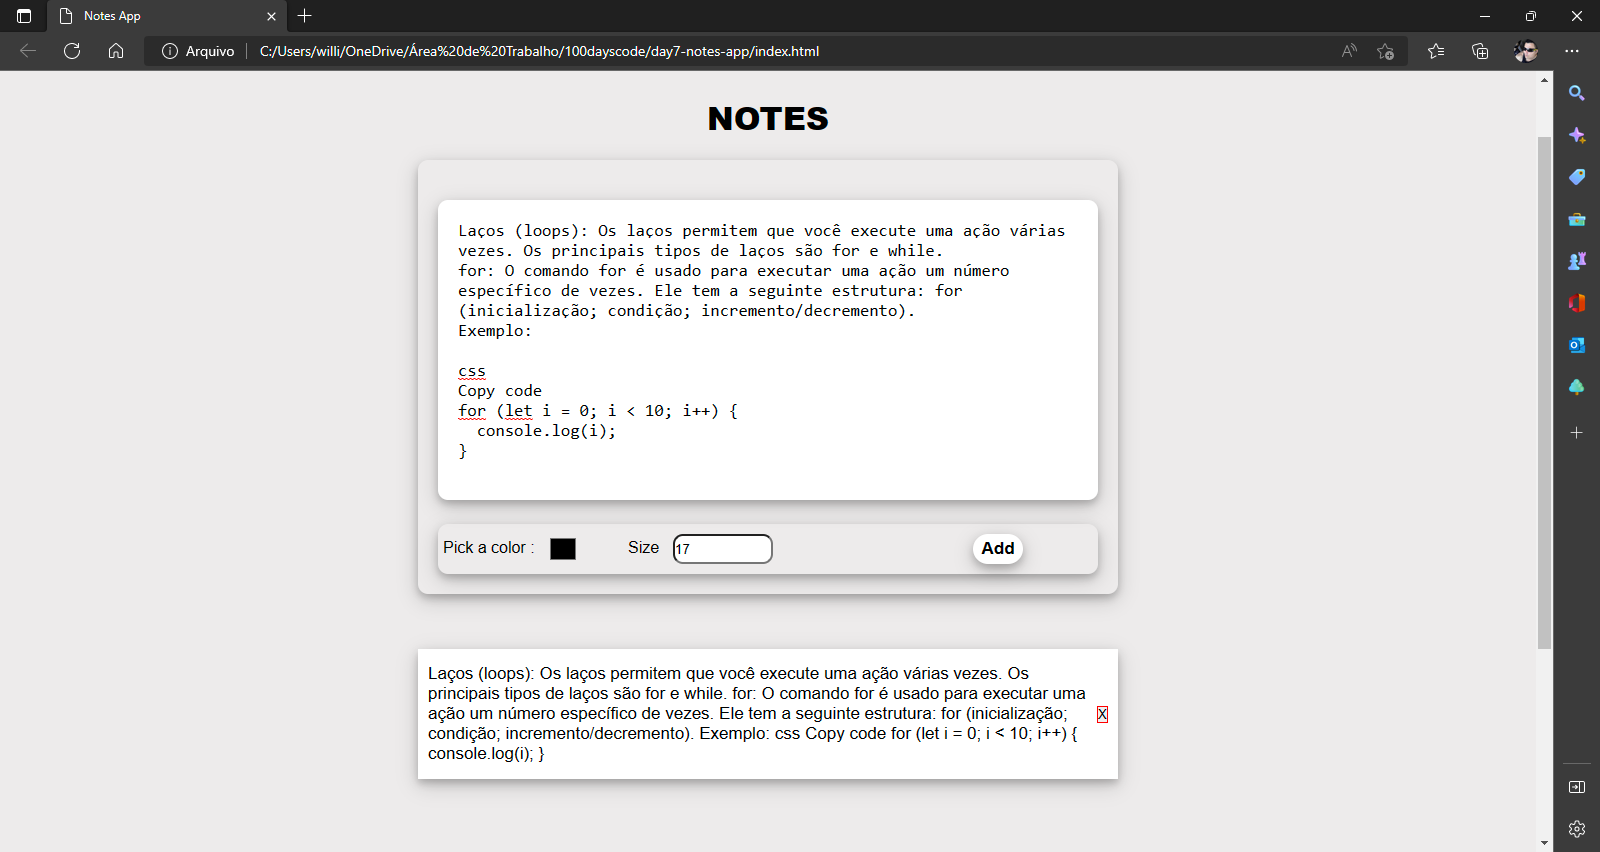 Notes App
Arquivo
C:/Users/willi/OneDrive/Área%20de%20Trabalho/100dayscode/day7-notes-app/index.html
NOTES
Laços (loops): Os laços permitem que você execute uma ação várias
vezes. Os principais tipos de laços são for e while.
for: O comando for é usado para executar uma ação um número
específico de vezes. Ele tem a seguinte estrutura: for
(inicialização; condição; incremento/decremento).
Exemplo:
css
Copy code
for (let i = 0; i < 10; i++) {
  console.log(i);
}
Pick a color :
Size
17
Add
Laços (loops): Os laços permitem que você execute uma ação várias vezes. Os
principais tipos de laços são for e while. for: O comando for é usado para executar uma
ação um número específico de vezes. Ele tem a seguinte estrutura: for (inicialização;
condição; incremento/decremento). Exemplo: css Copy code for (let i = 0; i < 10; i++) {
console.log(i); }
X